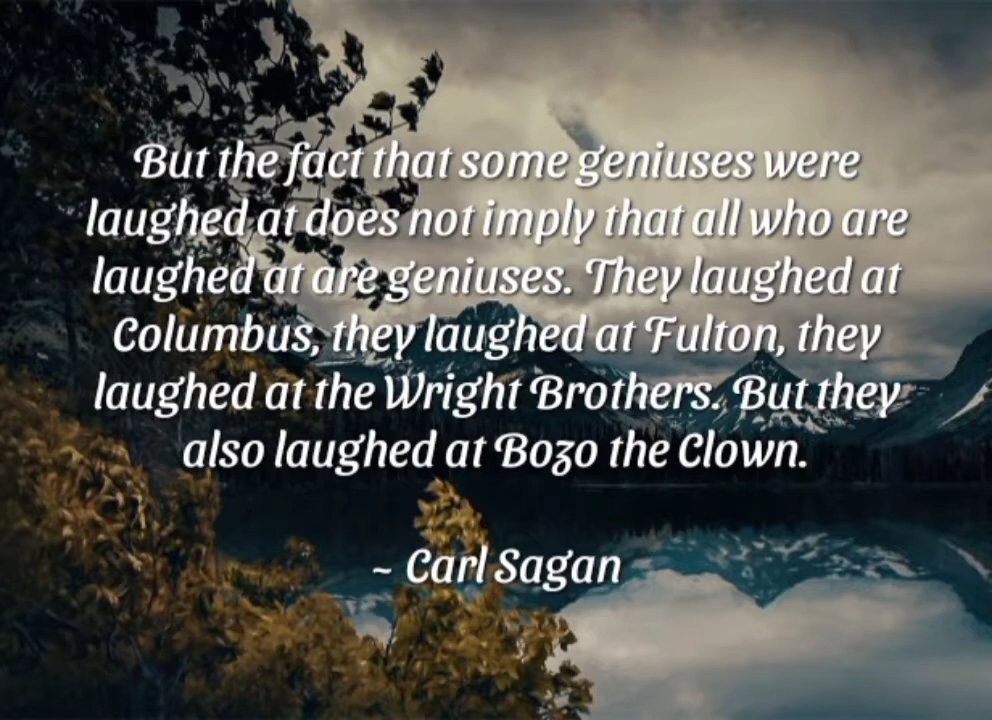 But the fact that some geniuses were
laughed at does not imply that all who are
laughed at are geniuses. They laughed at
Columbus, they laughed at Fulton, they
laughed at the Wright Brothers. But they
also laughed at Bozo the Clown.
~ Carl Sagan